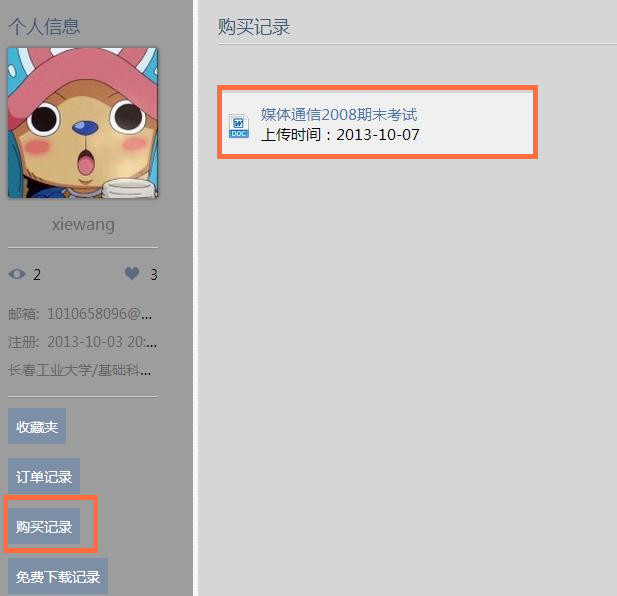 个人信息
xiewang
2
3
邮箱: 1010658096@...
注册: 2013-10-03 20:...
长春工业大学/基础科...
收藏夹
订单记录
购买记录
免费下载记录
购买记录
DOC
媒体通信2008期末考试
上传时间：2013-10-07